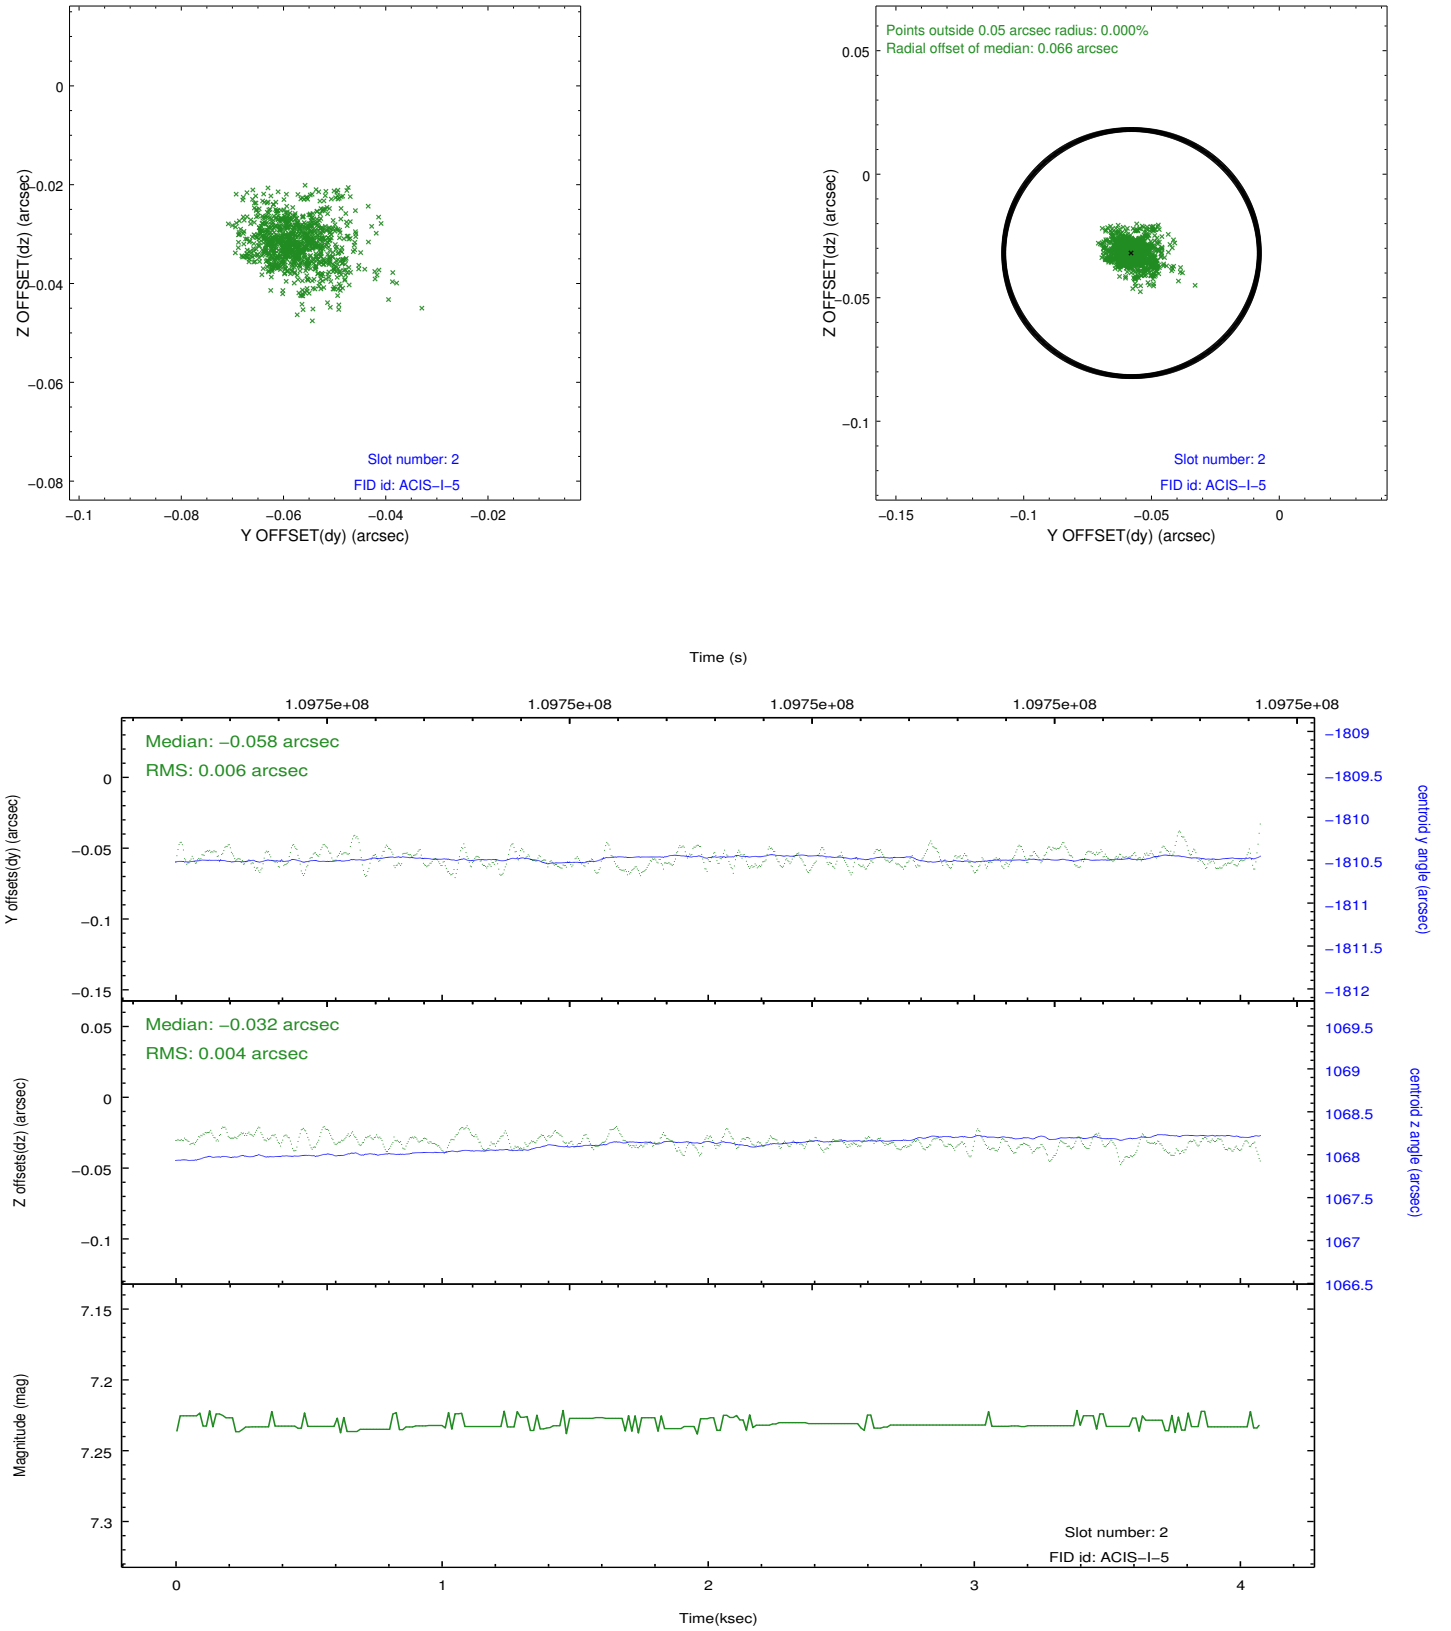 0
−0.02
−0.04
−0.06
−0.08
Z OFFSET(dz) (arcsec)
Slot number: 2
FID id: ACIS−I−5
−0.1
−0.08
−0.06
−0.04
−0.02
Y OFFSET(dy) (arcsec)
Points outside 0.05 arcsec radius: 0.000%
Radial offset of median: 0.066 arcsec
0.05
0
−0.05
−0.1
Z OFFSET(dz) (arcsec)
Slot number: 2
FID id: ACIS−I−5
−0.15
−0.1
−0.05
0
Y OFFSET(dy) (arcsec)
Time (s)
1.0975e+08
1.0975e+08
1.0975e+08
1.0975e+08
1.0975e+08
Median: −0.058 arcsec
RMS: 0.006 arcsec
0
−0.05
−0.1
−0.15
Y offsets(dy) (arcsec)
−1809
−1809.5
−1810
−1810.5
−1811
−1811.5
−1812
centroid y angle (arcsec)
Median: −0.032 arcsec
RMS: 0.004 arcsec
0.05
0
−0.05
−0.1
Z offsets(dz) (arcsec)
1069.5
1069
1068.5
1068
1067.5
1067
1066.5
centroid z angle (arcsec)
7.15
7.2
7.25
7.3
Magnitude (mag)
Slot number: 2
FID id: ACIS−I−5
0
1
2
3
4
Time(ksec)